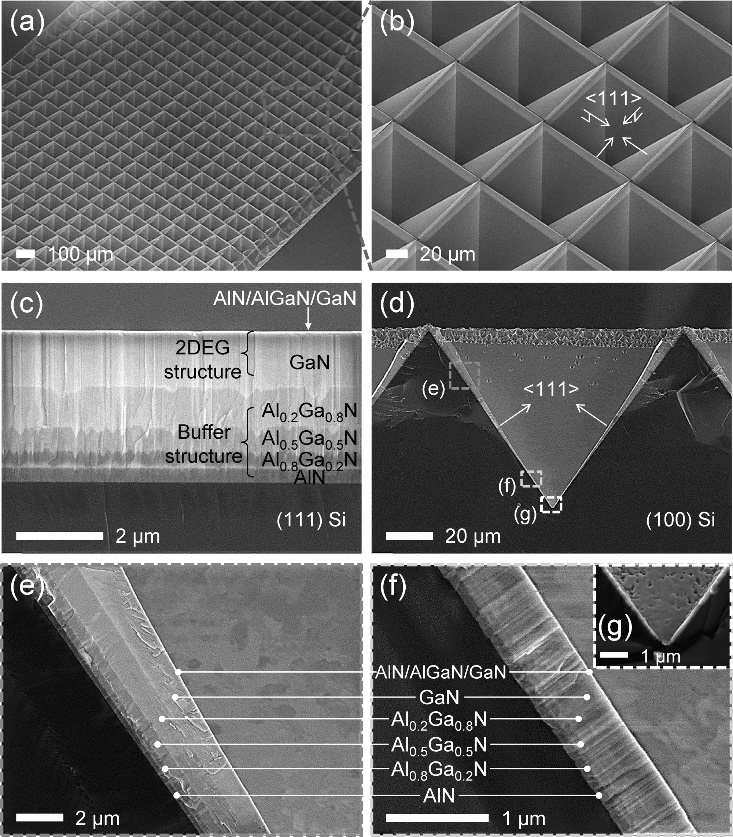 (a)
100 µm
(b)
<111>
20 µm
(c)
AlN/AlGaN/GaN
2DEG
structure
GaN
Buffer
structure
Al0.2Ga0.8N
Al0.5Ga0.5N
Al0.8Ga0.2N
AlN
2 µm
(111) Si
(d)
(e)
<111>
(f)
(g)
20 µm
(100) Si
(e)
2 µm
(f)
(g)
1 µm
AlN/AlGaN/GaN
GaN
Al0.2Ga0.8N
Al0.5Ga0.5N
Al0.8Ga0.2N
AlN
1 µm